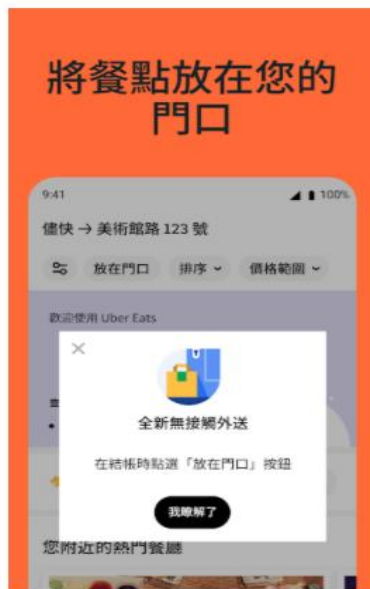 將餐點放在您的
門口
9:41
100%
儘快 → 美術館路 123 號
放在門口 排序 價格範圍
歡迎使用 Uber Eats
全新無接觸外送
在結帳時點選「放在門口」按鈕
我瞭解了
您附近的熱門餐廳